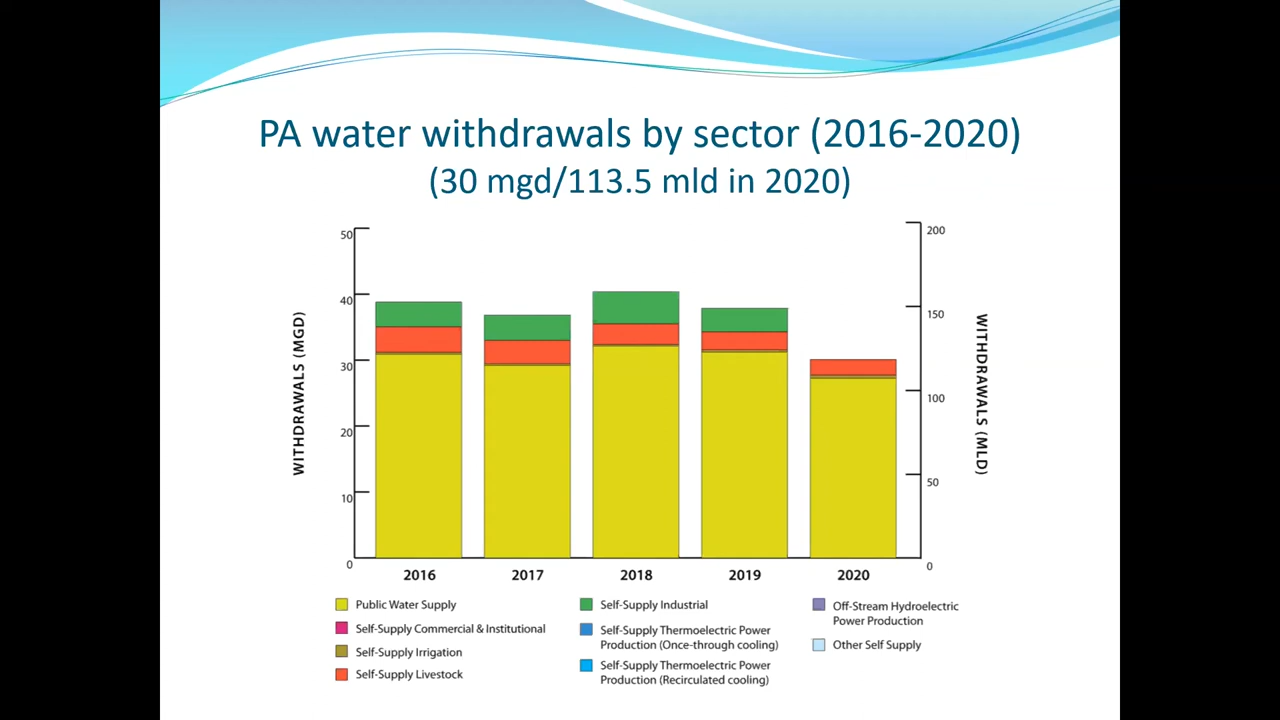 PA water withdrawals by sector (2016-2020)
(30 mgd/113.5 mld in 2020)
50
40
30
20
10
0
WITHDRAWALS (MGD)
200
150
100
50
0
WITHDRAWALS (MLD)
2016
2017
2018
2019
2020
Public Water Supply
Self-Supply Commercial & Institutional
Self-Supply Irrigation
Self-Supply Livestock
Self-Supply Industrial
Self-Supply Thermoelectric Power
Production (Once-through cooling)
Self-Supply Thermoelectric Power
Production (Recirculated cooling)
Off-Stream Hydroelectric
Power Production
Other Self Supply